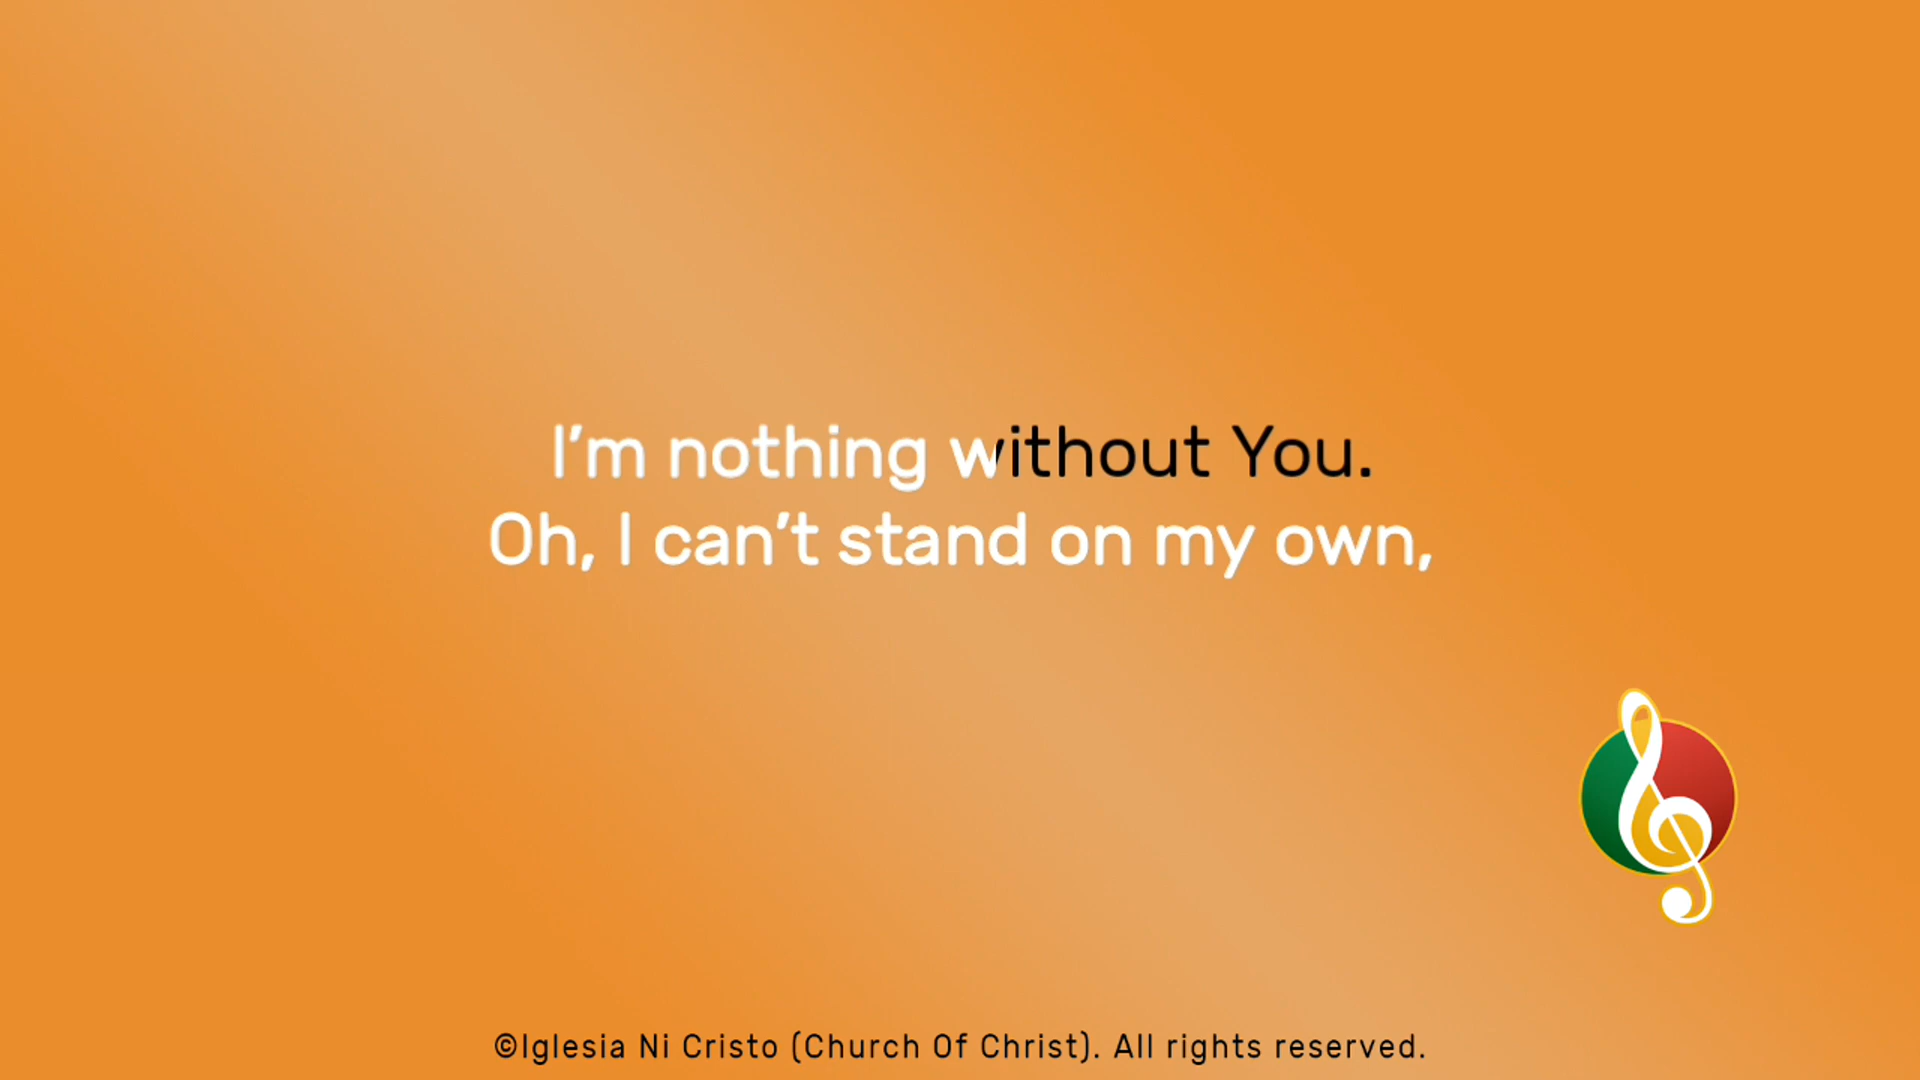 I’m nothing without You.
Oh, I can’t stand on my own,
©Iglesia Ni Cristo (Church Of Christ). All rights reserved.